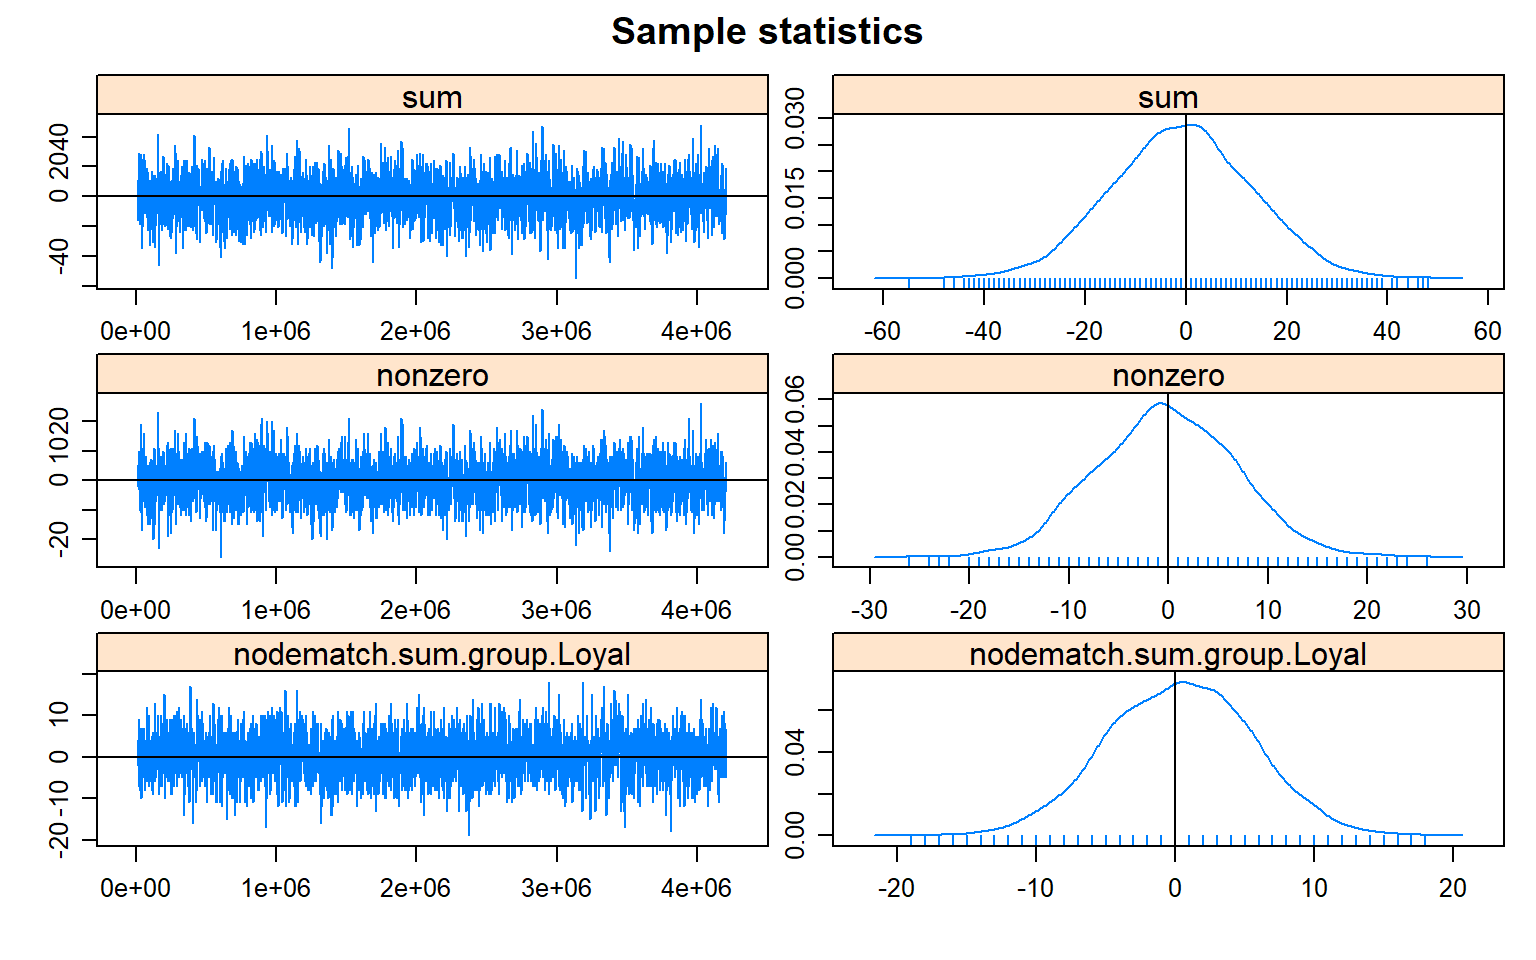 Sample statistics
sum
sum
-40 0 20 40
0.000 0.015 0.030
0e+00 1e+06 2e+06 3e+06 4e+06
-60 -40 -20 0 20 40 60
nonzero
nonzero
-20 0 10 20
0.00 0.02 0.04 0.06
0e+00 1e+06 2e+06 3e+06 4e+06
-30 -20 -10 0 10 20 30
nodematch.sum.group.Loyal
nodematch.sum.group.Loyal
-20 -10 0 10
0.00 0.04
0e+00 1e+06 2e+06 3e+06 4e+06
-20 -10 0 10 20